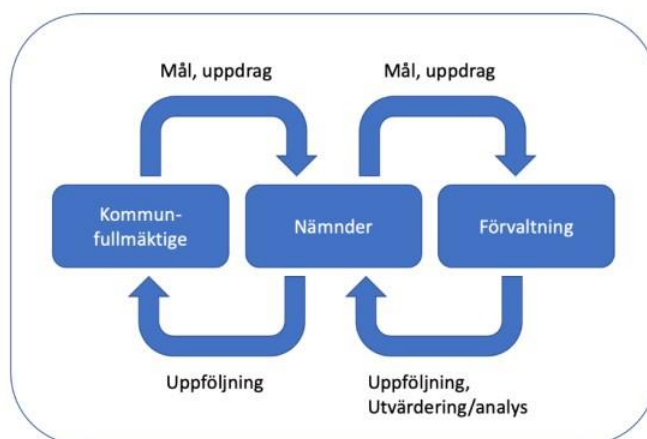 Mål, uppdrag
Mål, uppdrag
Kommun-
fullmäktige
Nämnder
Förvaltning
Uppföljning
Uppföljning,
Utvärdering/analys